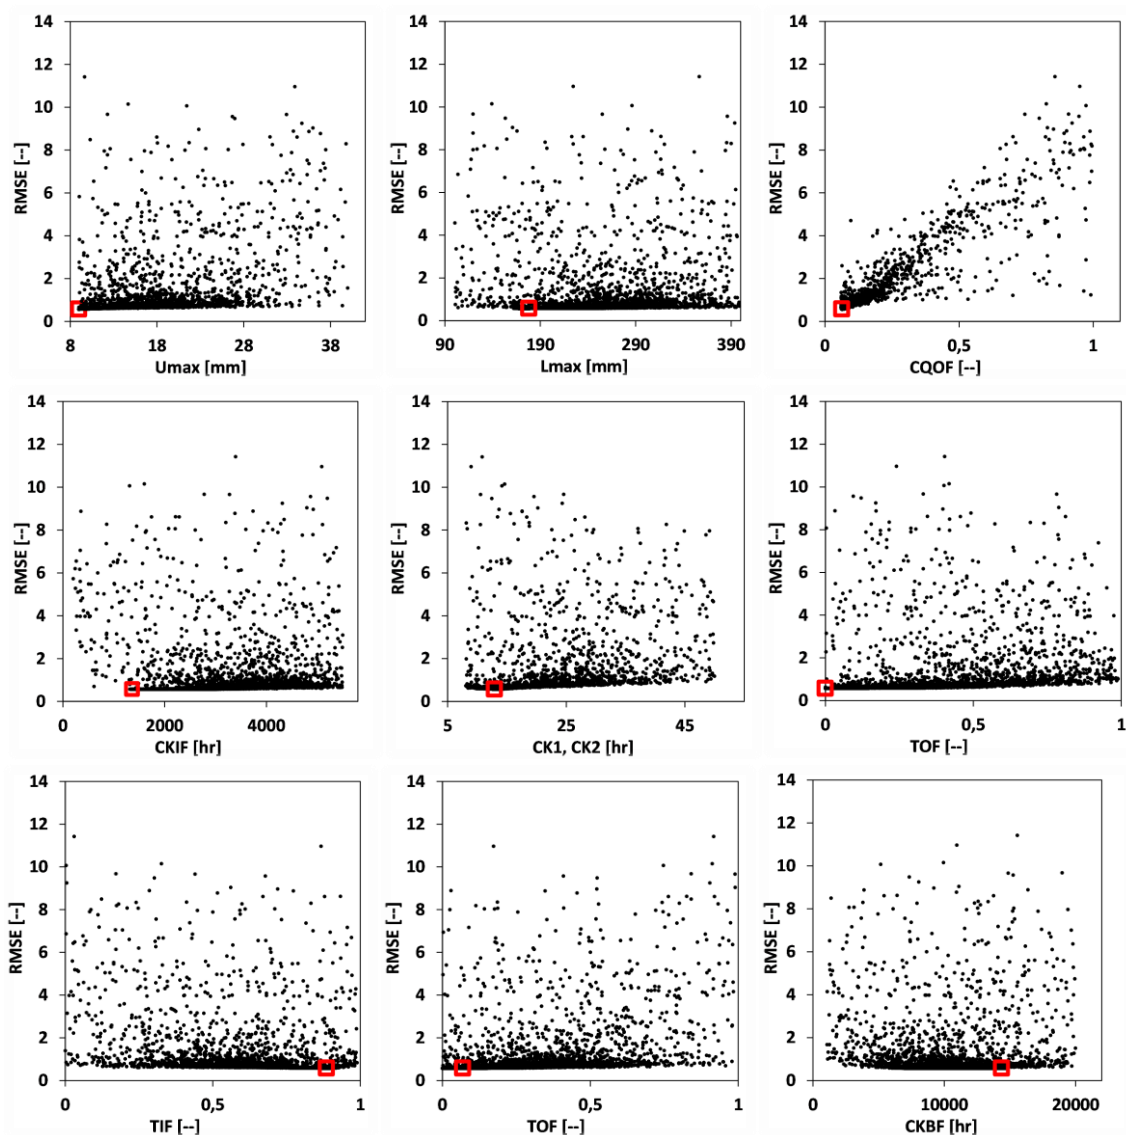 14
12
10
8
6
4
2
0
RMSE [--]
8 18 28 38
Umax [mm]
14
12
10
8
6
4
2
0
RMSE [--]
90 190 290 390
Lmax [mm]
14
12
10
8
6
4
2
0
RMSE [--]
0 0,5 1
CQOF [--]
14
12
10
8
6
4
2
0
RMSE [--]
0 2000 4000
CKIF [hr]
14
12
10
8
6
4
2
0
RMSE [--]
5 25 45
CK1, CK2 [hr]
14
12
10
8
6
4
2
0
RMSE [--]
0 0,5 1
TOF [--]
14
12
10
8
6
4
2
0
RMSE [--]
0 0,5 1
TIF [--]
14
12
10
8
6
4
2
0
RMSE [--]
0 0,5 1
TOF [--]
14
12
10
8
6
4
2
0
RMSE [--]
0 10000 20000
CKBF [hr]